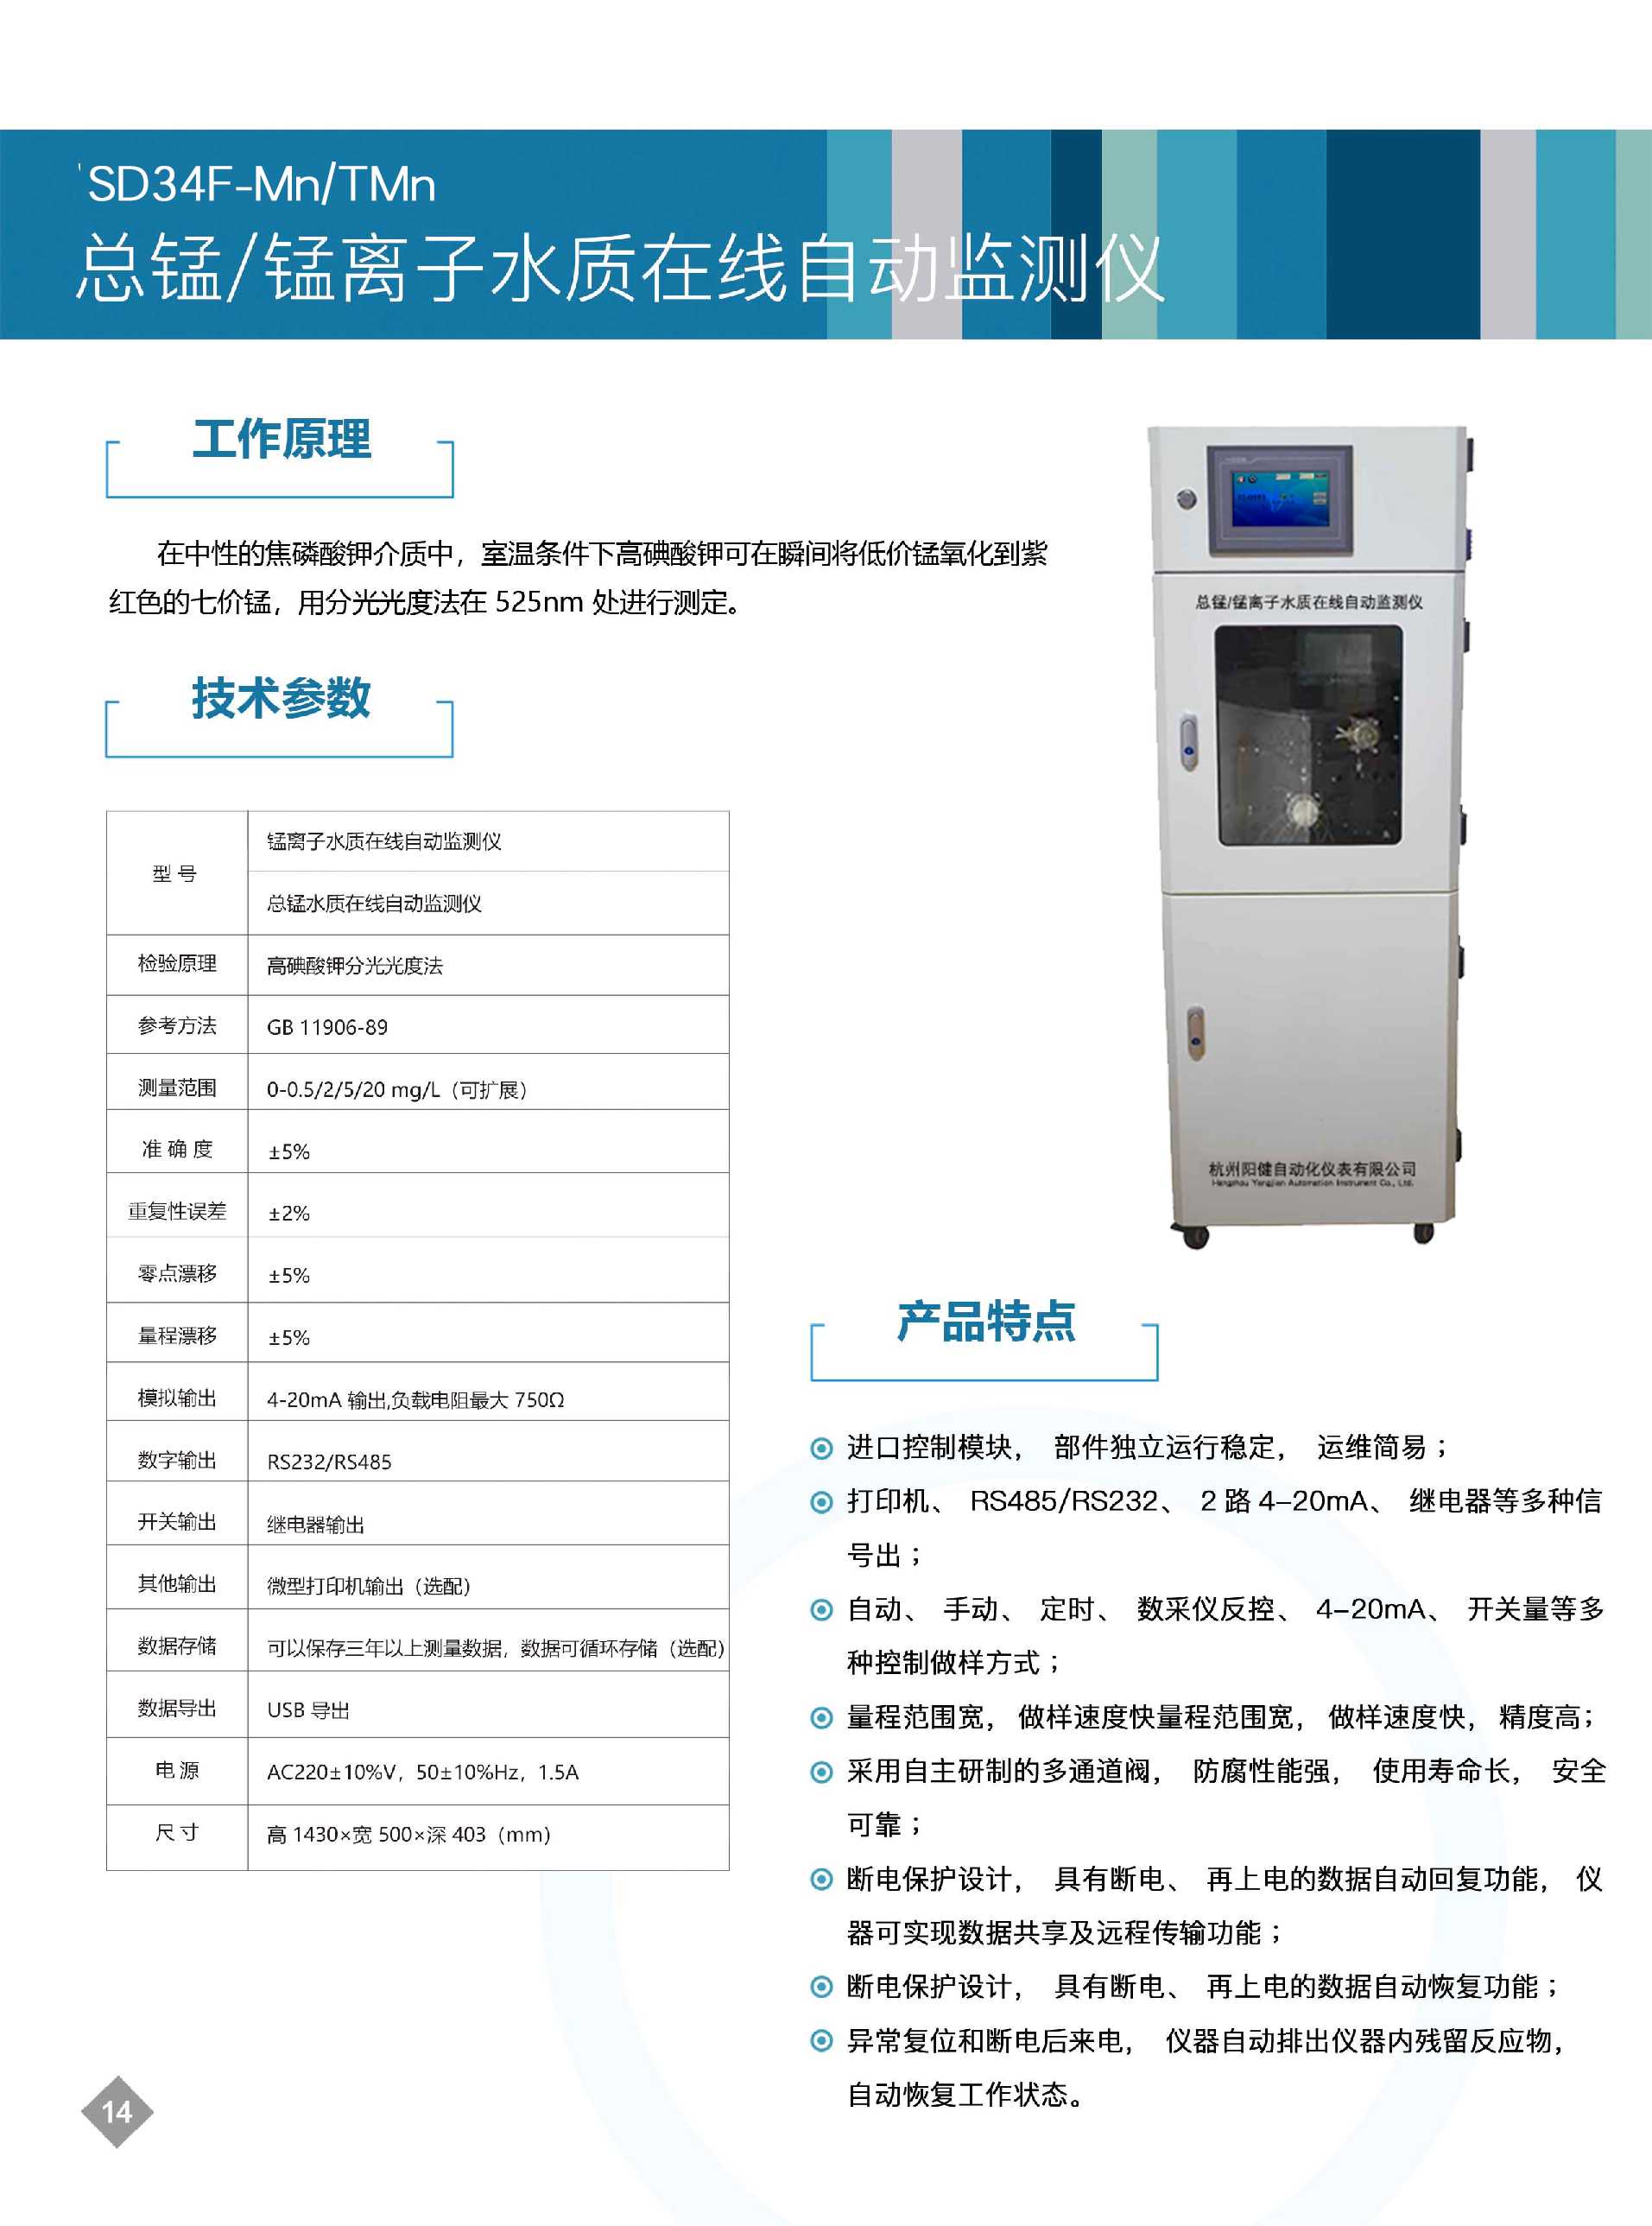 'SD34F-Mn/TMn
总锰/锰离子水质在线自动监测仪
工作原理
在中性的焦磷酸钾介质中，室温条件下高碘酸钾可在瞬间将低价锰氧化到紫
红色的七价锰，用分光光度法在 525nm 处进行测定。
技术参数
型 号
锰离子水质在线自动监测仪
总锰水质在线自动监测仪
检验原理 高碘酸钾分光光度法
参考方法 GB 11906-89
测量范围 0-0.5/2/5/20 mg/L（可扩展）
准 确 度 ±5%
重复性误差 ±2%
零点漂移 ±5%
量程漂移 ±5%
模拟输出 4-20mA 输出,负载电阻最大 750Ω
数字输出 RS232/RS485
开关输出 继电器输出
其他输出 微型打印机输出（选配）
数据存储 可以保存三年以上测量数据，数据可循环存储（选配）
数据导出 USB 导出
电 源 AC220±10%V，50±10%Hz，1.5A
尺 寸 高 1430×宽 500×深 403（mm）
总锰/锰离子水质在线自动监测仪
杭州阳健自动化仪表有限公司
Hangzhou Yangjian Automation Instrument Co., Ltd.
产品特点
进口控制模块， 部件独立运行稳定， 运维简易；
打印机、 RS485/RS232、 2 路 4-20mA、 继电器等多种信
号出；
自动、 手动、 定时、 数采仪反控、 4-20mA、 开关量等多
种控制做样方式；
量程范围宽， 做样速度快量程范围宽， 做样速度快， 精度高；
采用自主研制的多通道阀， 防腐性能强， 使用寿命长， 安全
可靠；
断电保护设计， 具有断电、 再上电的数据自动回复功能， 仪
器可实现数据共享及远程传输功能；
断电保护设计， 具有断电、 再上电的数据自动恢复功能；
异常复位和断电后来电， 仪器自动排出仪器内残留反应物，
自动恢复工作状态。
14